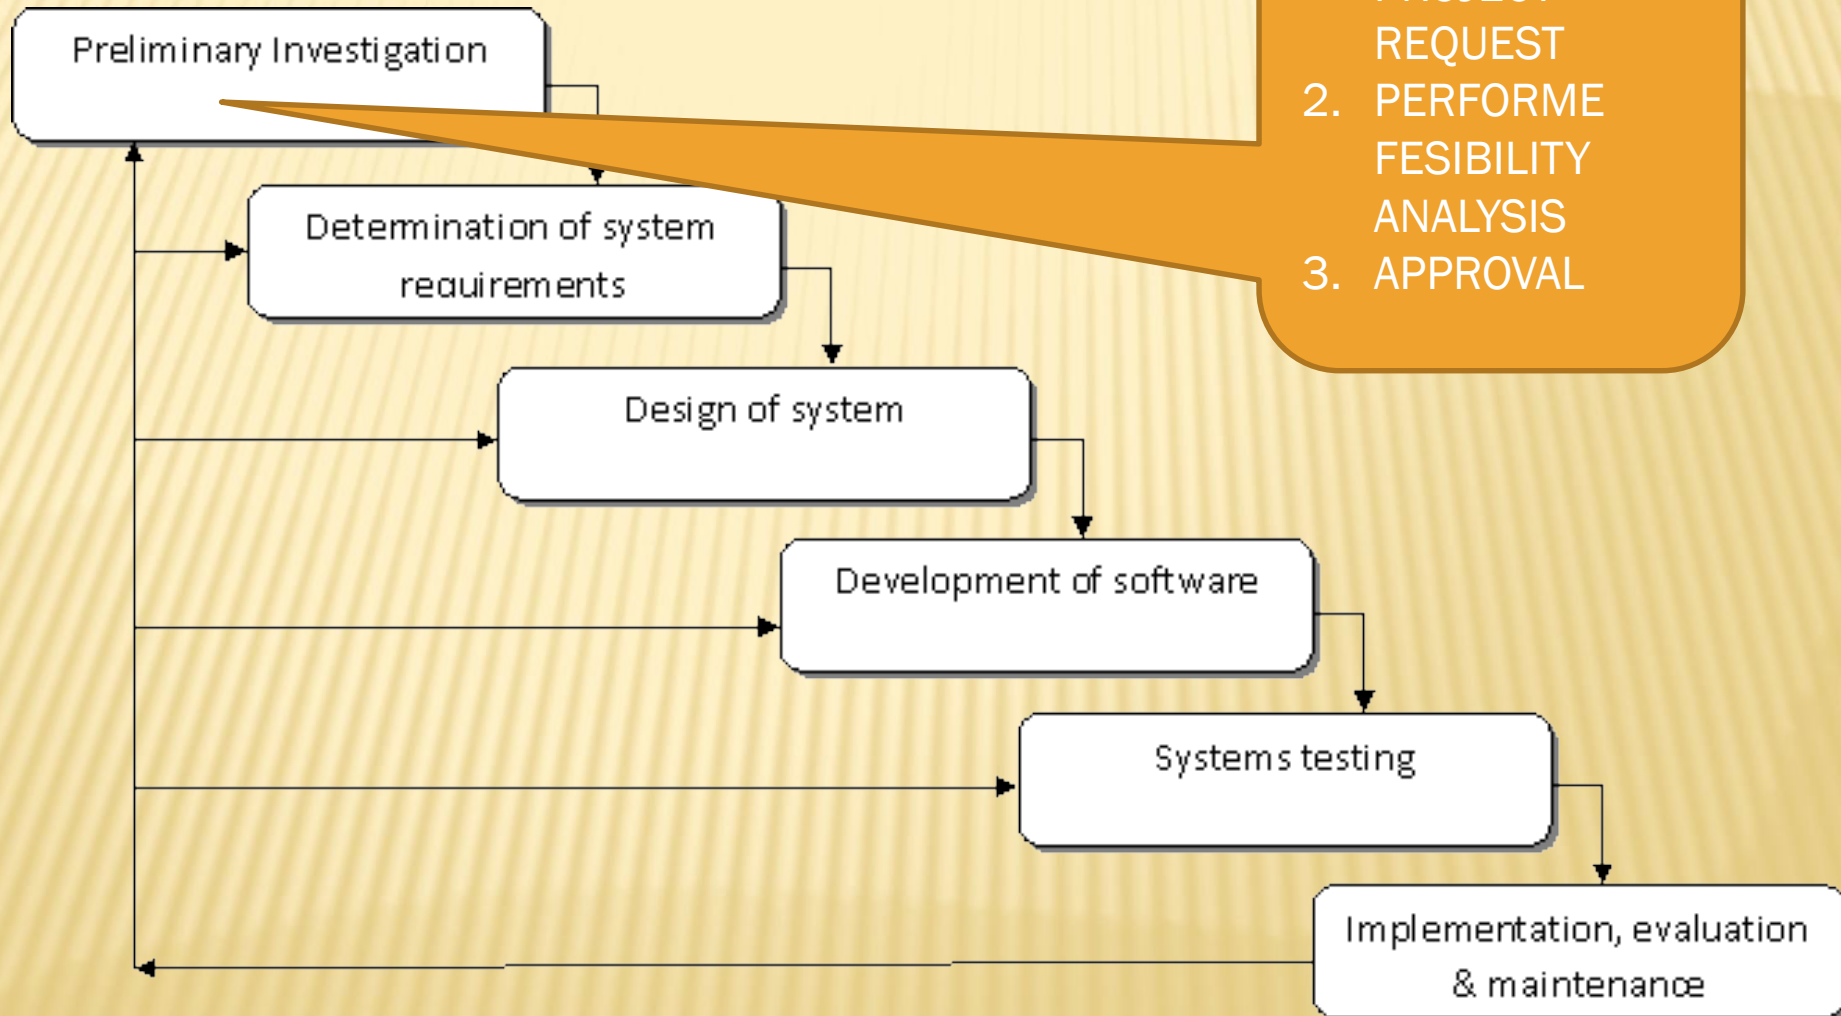 Preliminary Investigation
REQUEST
2. PERFORME
FESIBILITY
ANALYSIS
3. APPROVAL
Determination of system
requirements
Design of system
Development of software
Systems testing
Implementation, evaluation
& maintenance